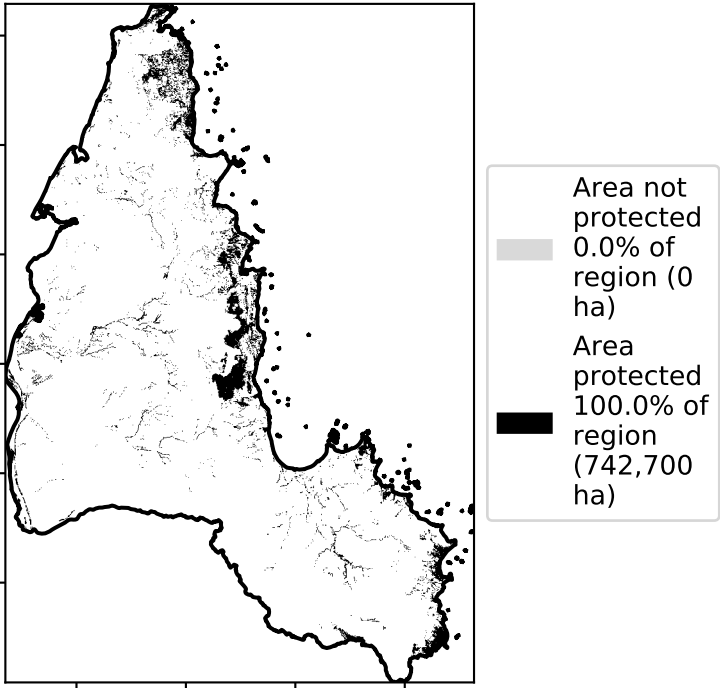 Area not
protected
0.0% of
region (0
ha)
Area
protected
100.0% of
region
(742,700
ha)